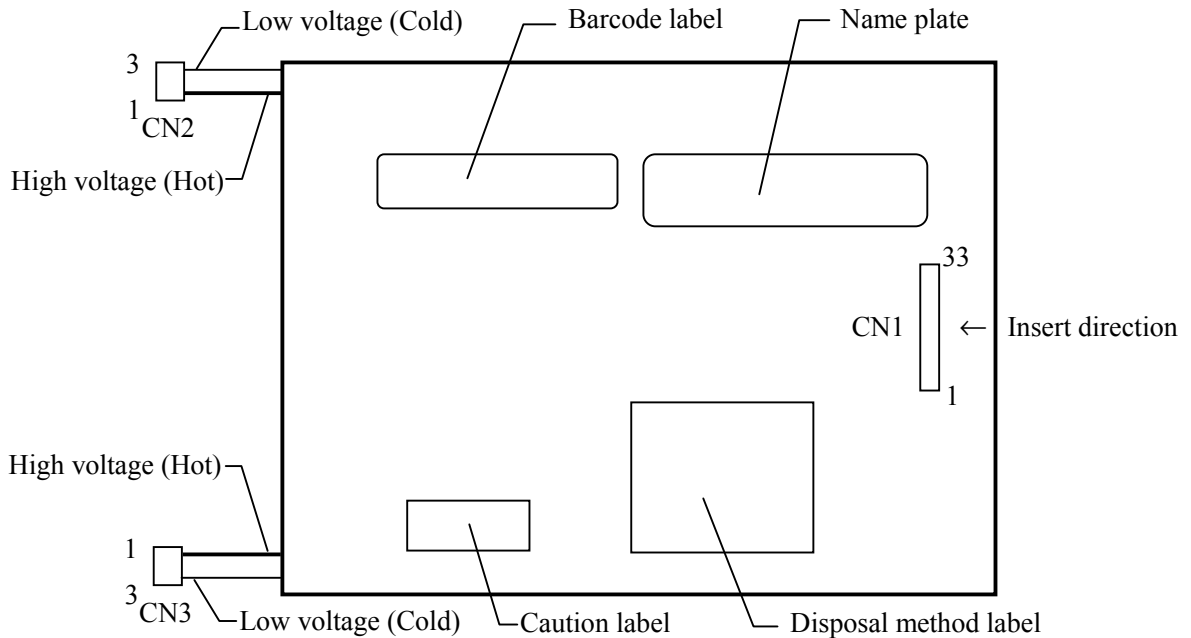 Low voltage (Cold)
Barcode label
Name plate
3
1
CN2
High voltage (Hot)
33
CN1
← Insert direction
1
High voltage (Hot)
1
3
CN3
Low voltage (Cold)
Caution label
Disposal method label